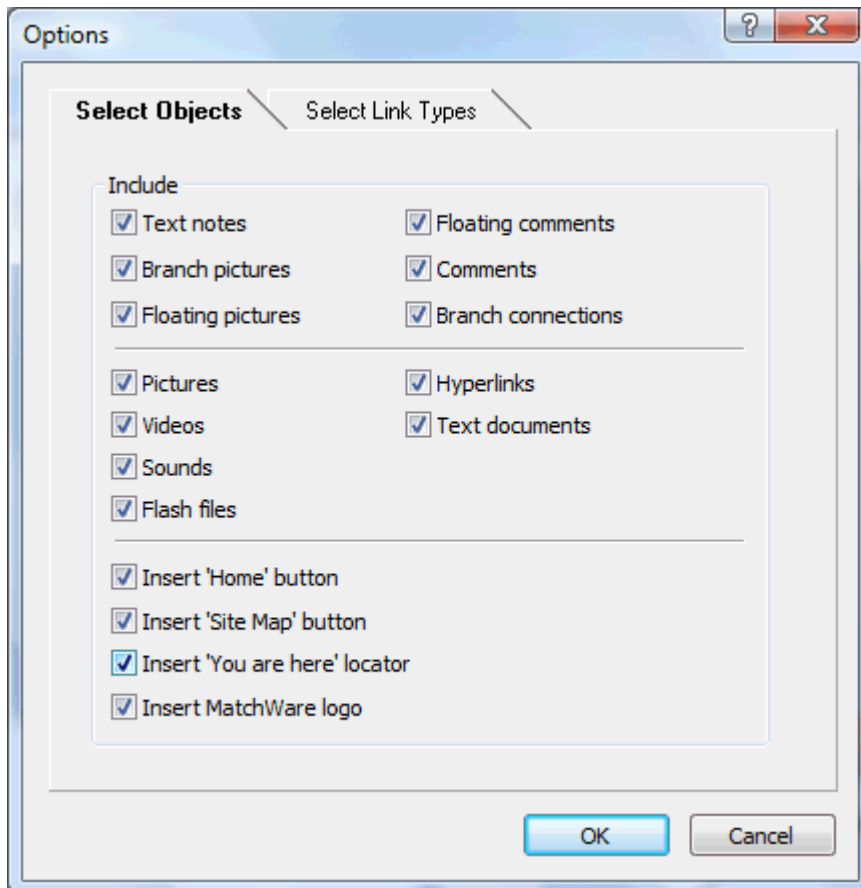 Options
?
X
Select Objects
Select Link Types
Include
Text notes
Floating comments
Branch pictures
Comments
Floating pictures
Branch connections
Pictures
Hyperlinks
Videos
Text documents
Sounds
Flash files
Insert 'Home' button
Insert 'Site Map' button
Insert 'You are here' locator
Insert MatchWare logo
OK
Cancel